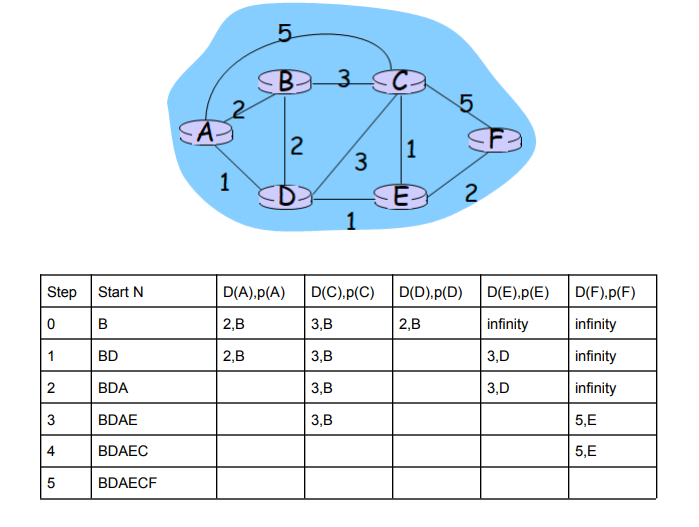 5
B 3 C
2 5
A 2 1 F
3
1 D E 2
1
Step Start N D(A),p(A) D(C),p(C) D(D),p(D) D(E),p(E) D(F),p(F)
0 B 2,B 3,B 2,B infinity infinity
1 BD 2,B 3,B 3,D infinity
2 BDA 3,B 3,D infinity
3 BDAE 3,B 5,E
4 BDAEC 5,E
5 BDAECF